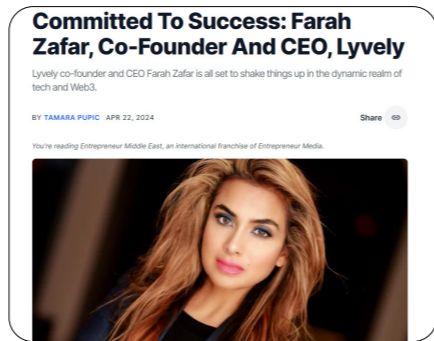 Committed To Success: Farah
Zafar, Co-Founder And CEO, Lyvely
Lyvely co-founder and CEO Farah Zafar is all set to shake things up in the dynamic realm of
tech and Web3.
BY TAMARA PUPIC APR 22, 2024 Share
You're reading Entrepreneur Middle East, an international franchise of Entrepreneur Media.